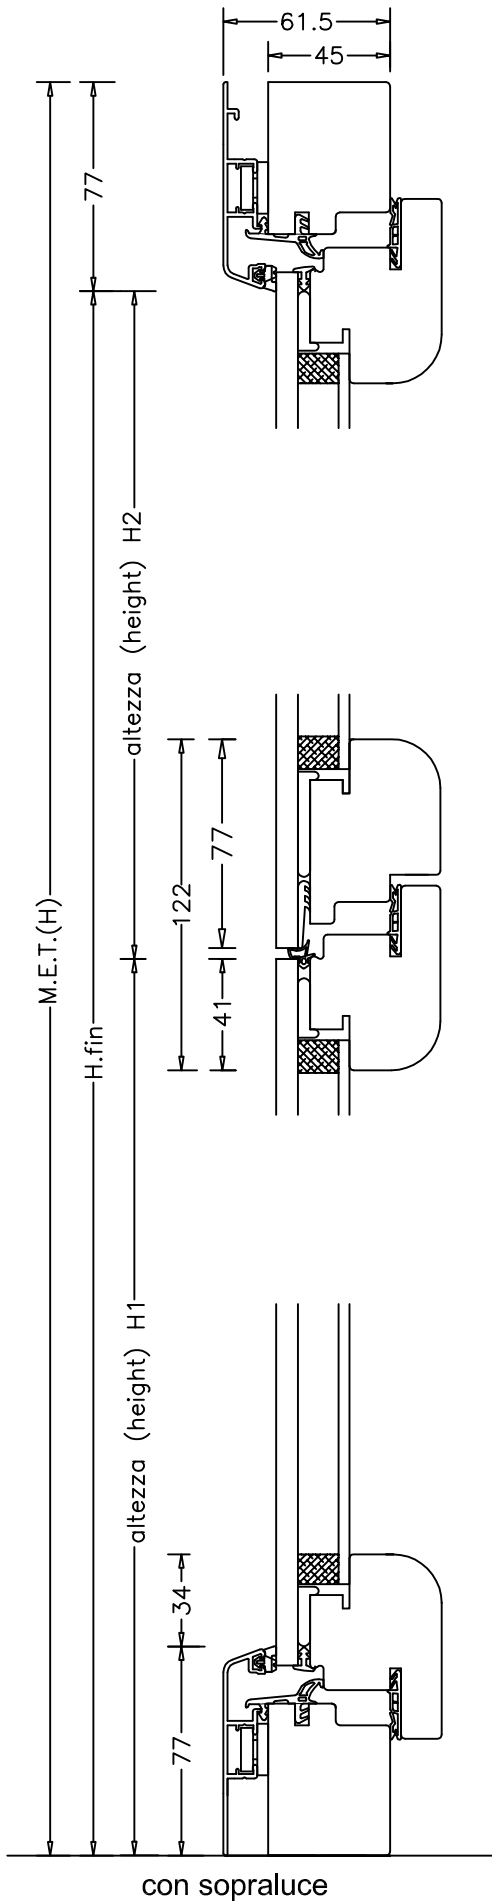 61.5
45
77
altezza (height) H2
M.E.T.(H)
H.fin
122
77
41
altezza (height) H1
34
77
con sopraluce